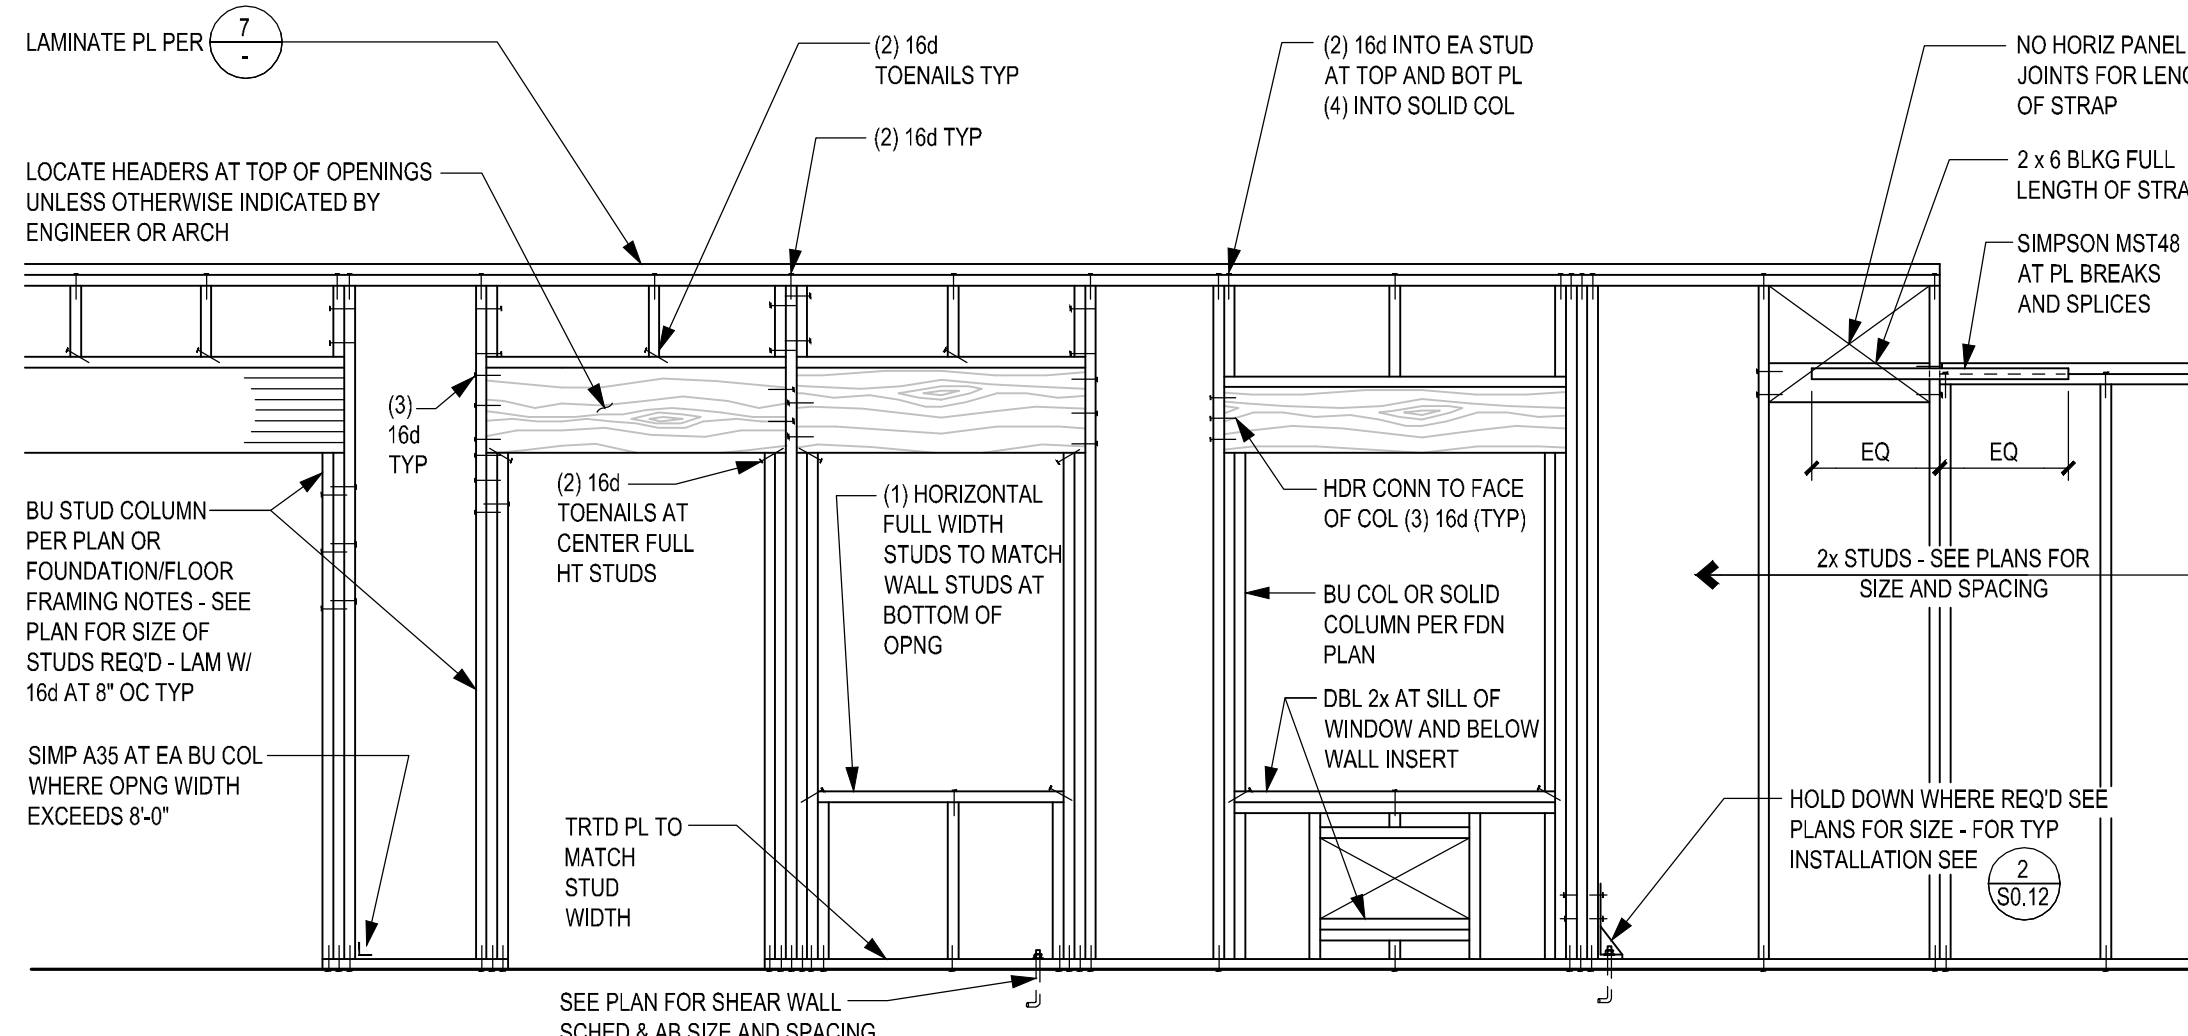 LAMINATE PL PER
7
-
LOCATE HEADERS AT TOP OF OPENINGS
UNLESS OTHERWISE INDICATED BY
ENGINEER OR ARCH
(2) 16d
TOENAILS TYP
(2) 16d TYP
(2) 16d INTO EA STUD
AT TOP AND BOT PL
(4) INTO SOLID COL
NO HORIZ PANEL
JOINTS FOR
OF STRAP
2 x 6 BLKG FULL
LENGTH OF
SIMPSON MST48
AT PL BREAKS
AND SPLICES
(3)
16d
TYP
EQ
EQ
BU STUD COLUMN
PER PLAN OR
FOUNDATION/FLOOR
FRAMING NOTES - SEE
PLAN FOR SIZE OF
STUDS REQ'D - LAM W/
16d AT 8" OC TYP
(2) 16d
TOENAILS AT
CENTER FULL
HT STUDS
(1) HORIZONTAL
FULL WIDTH
STUDS TO MATCH
WALL STUDS AT
BOTTOM OF
OPNG
HDR CONN TO FACE
OF COL (3) 16d (TYP)
BU COL OR SOLID
COLUMN PER FDN
PLAN
2x STUDS - SEE PLANS FOR
SIZE AND SPACING
DBL 2x AT SILL OF
WINDOW AND BELOW
WALL INSERT
SIMP A35 AT EA BU COL
WHERE OPNG WIDTH
EXCEEDS 8'-0"
TRTD PL TO
MATCH
STUD
WIDTH
HOLD DOWN WHERE REQ'D SEE
PLANS FOR SIZE - FOR TYP
INSTALLATION SEE
2
S0.12
SEE PLAN FOR SHEAR WALL
SCHED & AB SIZE AND SPACING